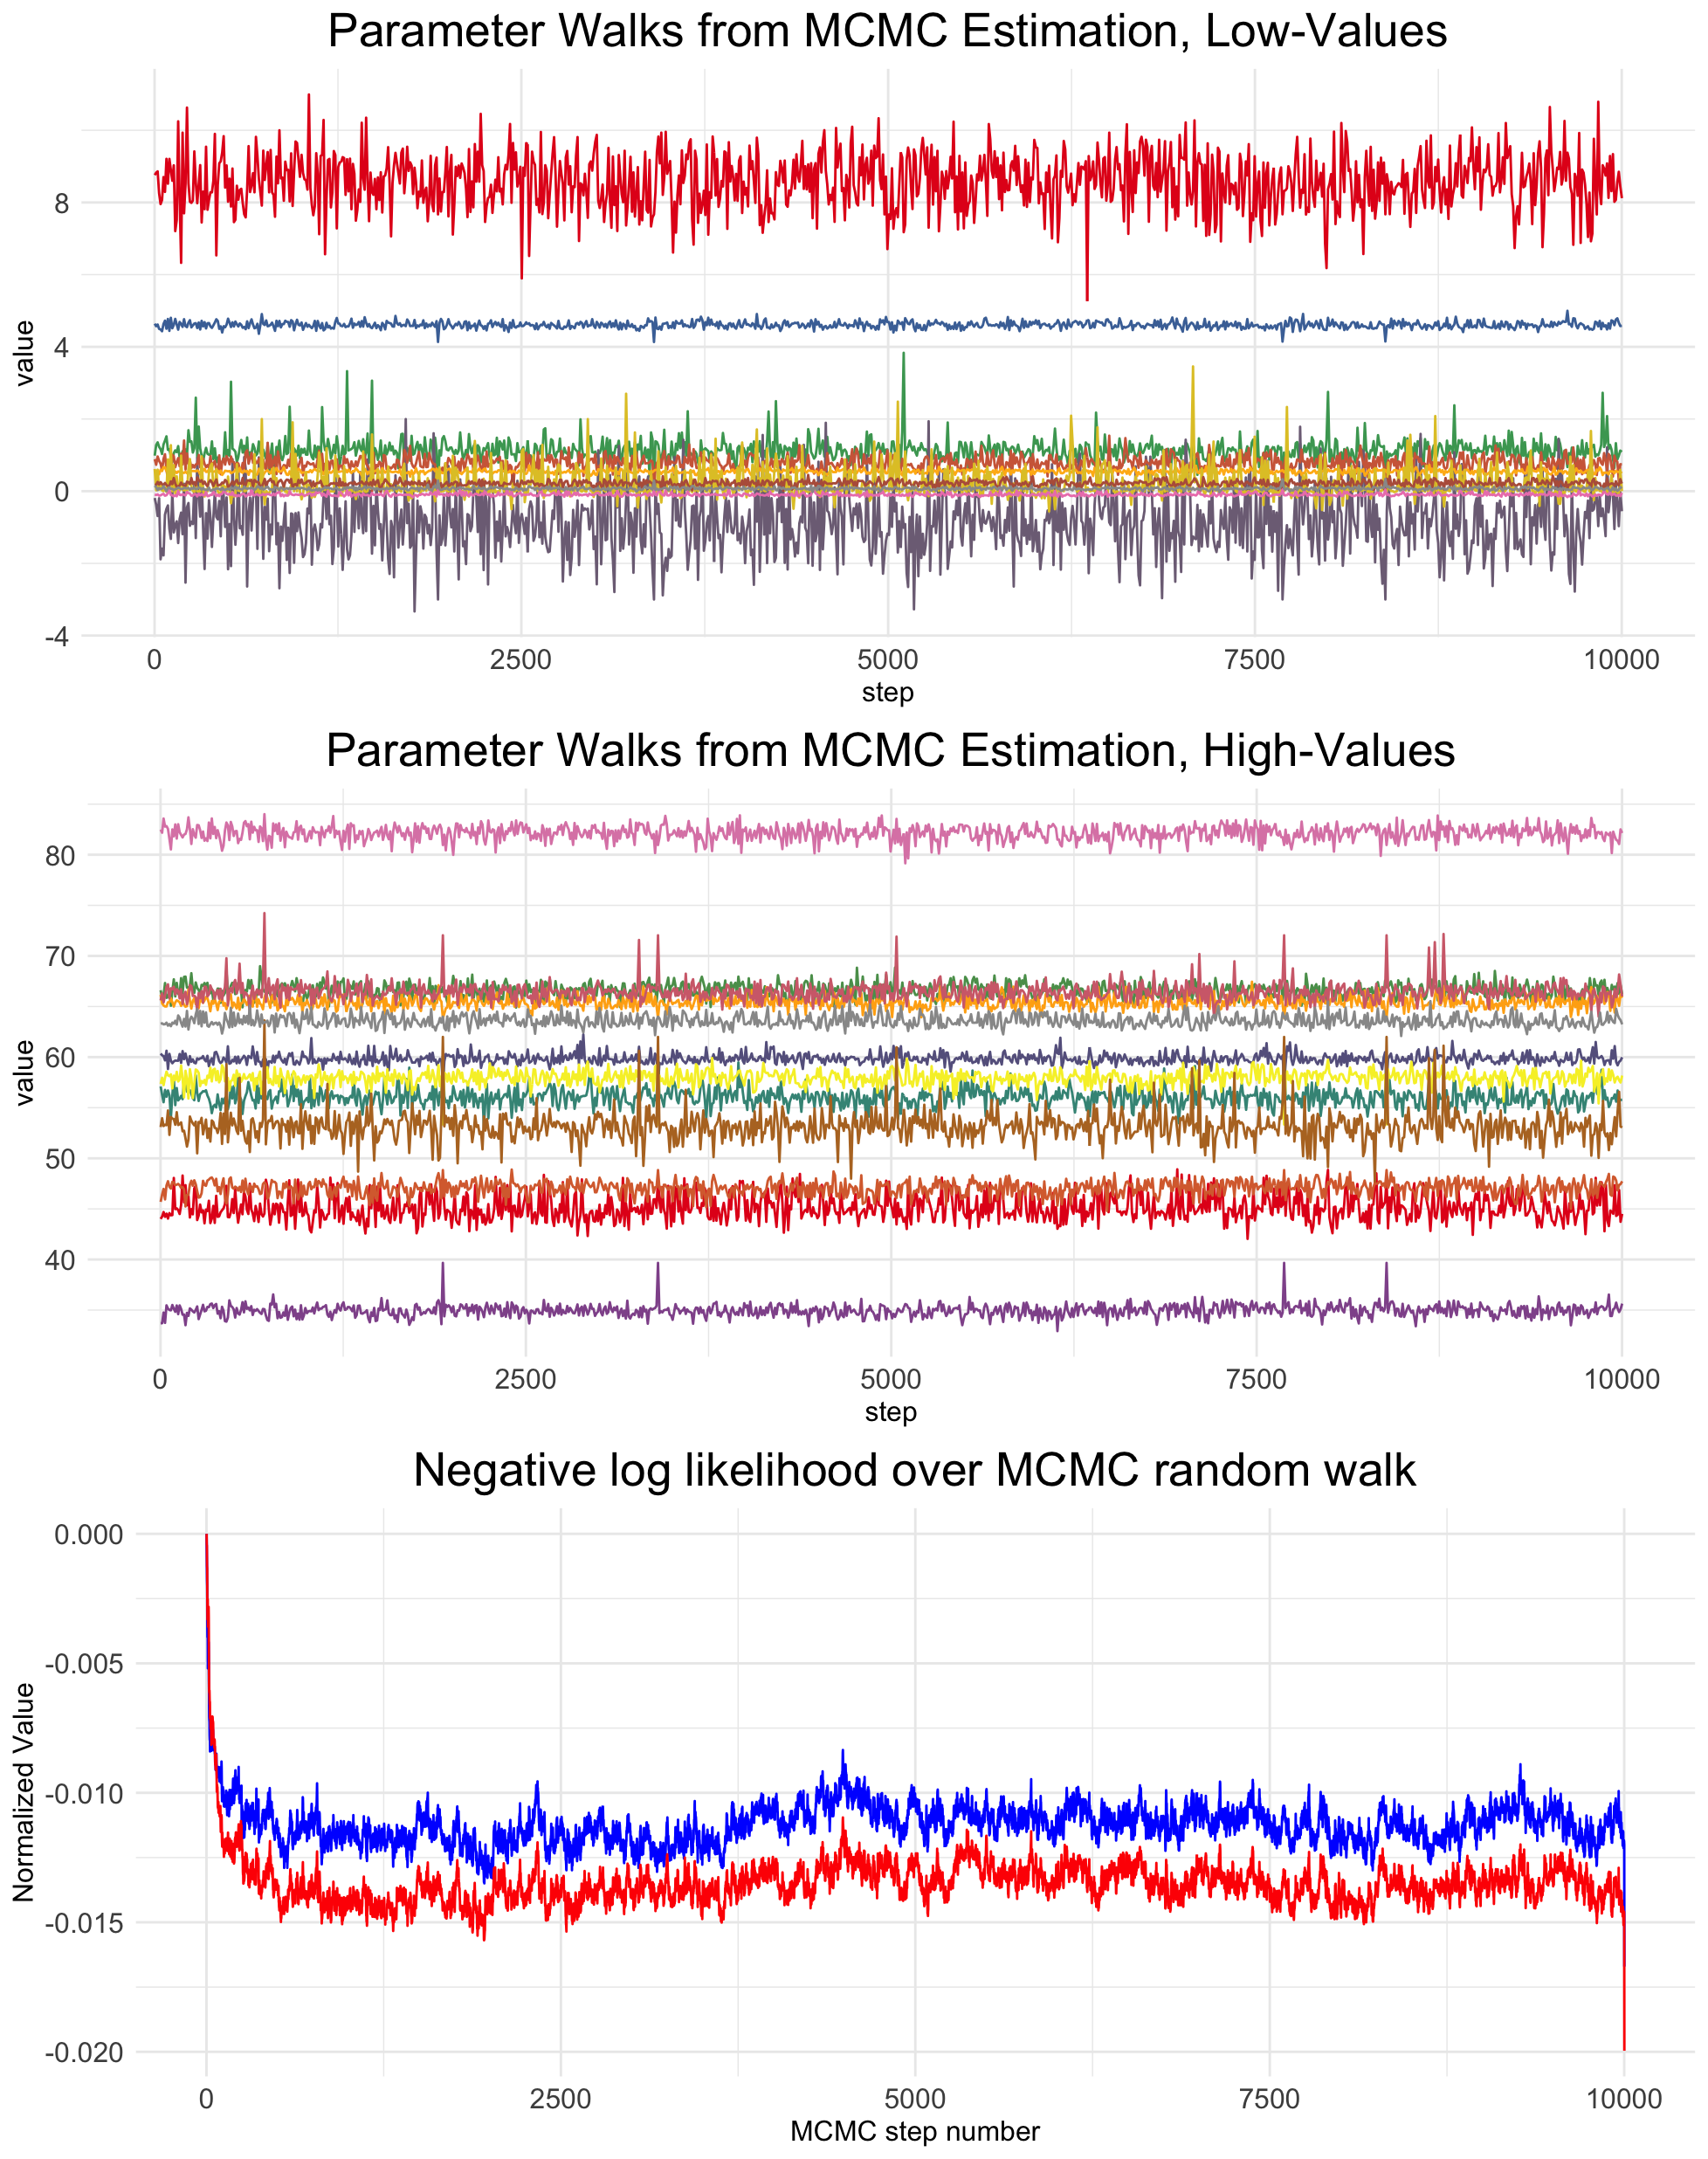 Parameter Walks from MCMC Estimation, Low-Values
8
4
0
-4
value
0 2500 5000 7500 10000
step
Parameter Walks from MCMC Estimation, High-Values
80
70
60
50
40
value
0 2500 5000 7500 10000
step
Negative log likelihood over MCMC random walk
0.000
-0.005
-0.010
-0.015
-0.020
Normalized Value
0 2500 5000 7500 10000
MCMC step number